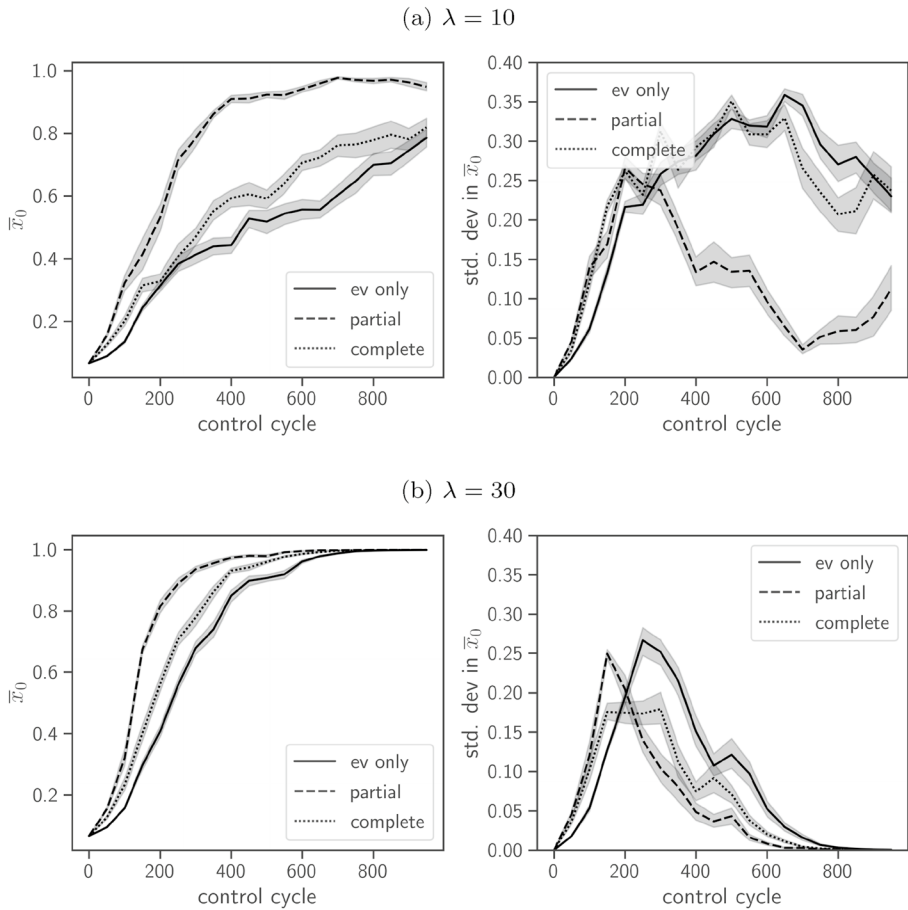 (a) λ = 10
1.0
0.8
0.6
0.4
0.2
x̄₀
ev only
partial
complete
0 200 400 600 800
control cycle
0.40
0.35
0.30
0.25
0.20
0.15
0.10
0.05
0.00
std. dev in x̄₀
ev only
partial
complete
0 200 400 600 800
control cycle
(b) λ = 30
1.0
0.8
0.6
0.4
0.2
x̄₀
ev only
partial
complete
0 200 400 600 800
control cycle
0.40
0.35
0.30
0.25
0.20
0.15
0.10
0.05
0.00
std. dev in x̄₀
ev only
partial
complete
0 200 400 600 800
control cycle